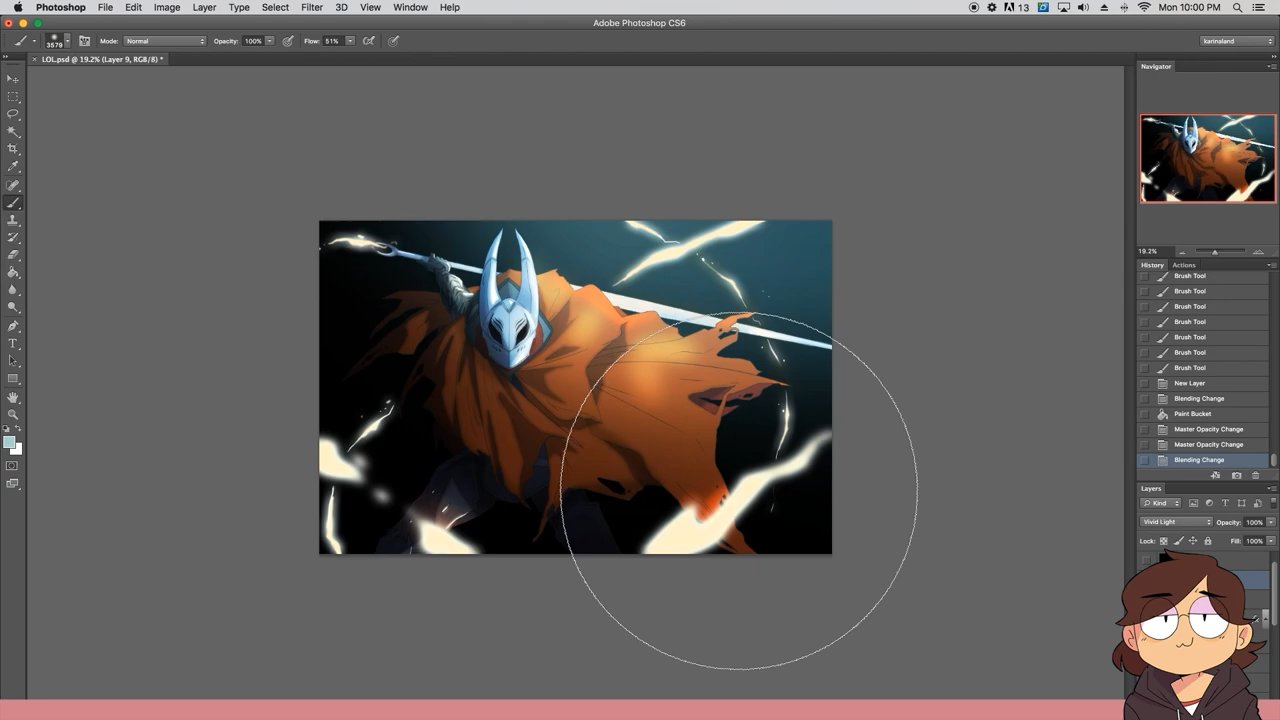 Photoshop File Edit Image Layer Type Select Filter 3D View Window Help 13 Mon 10:00 PM
Adobe Photoshop CS6
3579 Mode: Normal Opacity: 100% Flow: 51% karinaland
LOL.psd @ 19.2% (Layer 9, RGB/8) *
Navigator
19.2%
History Actions
Brush Tool
Brush Tool
Brush Tool
Brush Tool
Brush Tool
Brush Tool
Brush Tool
New Layer
Blending Change
Paint Bucket
Master Opacity Change
Master Opacity Change
Blending Change
Layers
Kind
Vivid Light Opacity: 100%
Lock: Fill: 100%